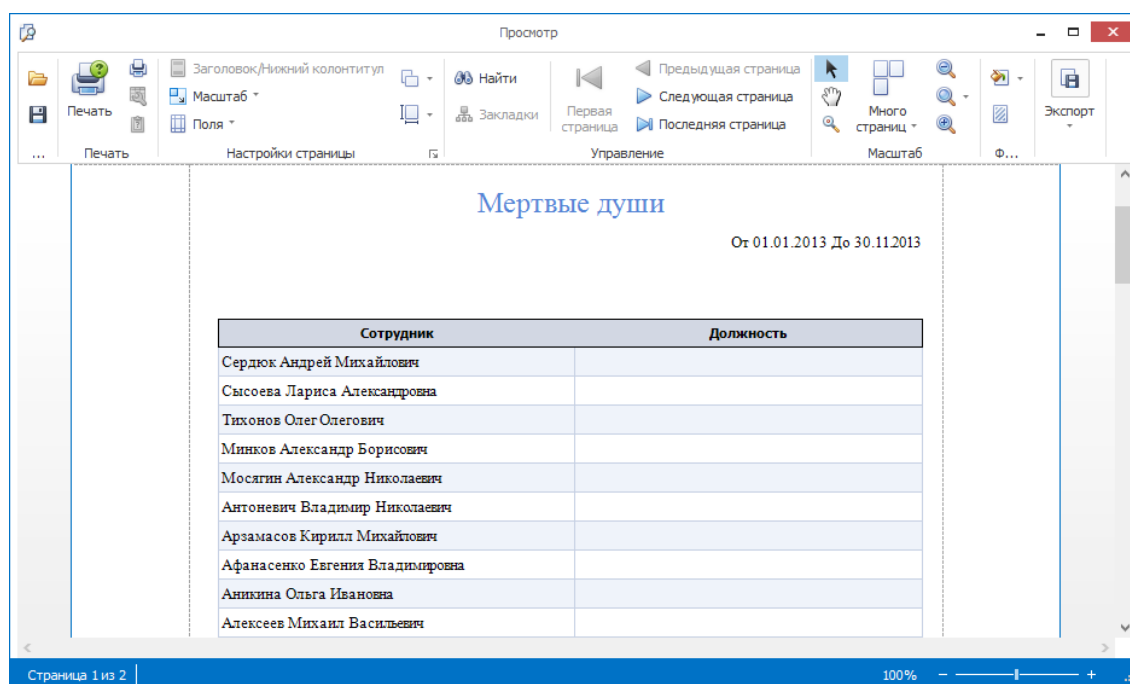 Просмотр
Заголовок/Нижний колонтитул
Найти
Предыдущая страница
Масштаб
Следующая страница
Печать
Закладки
Первая страница
Много страниц
Экспорт
Поля
Последняя страница
... Печать Настройки страницы Управление Масштаб Ф...
Мертвые души
От 01.01.2013 До 30.11.2013
Сотрудник Должность
Сердюк Андрей Михайлович
Сысоева Лариса Александровна
Тихонов Олег Олегович
Минков Александр Борисович
Мосягин Александр Николаевич
Антоневич Владимир Николаевич
Арзамасов Кирилл Михайлович
Афанасенко Евгения Владимировна
Аникина Ольга Ивановна
Алексеев Михаил Васильевич
Страница 1 из 2 100%